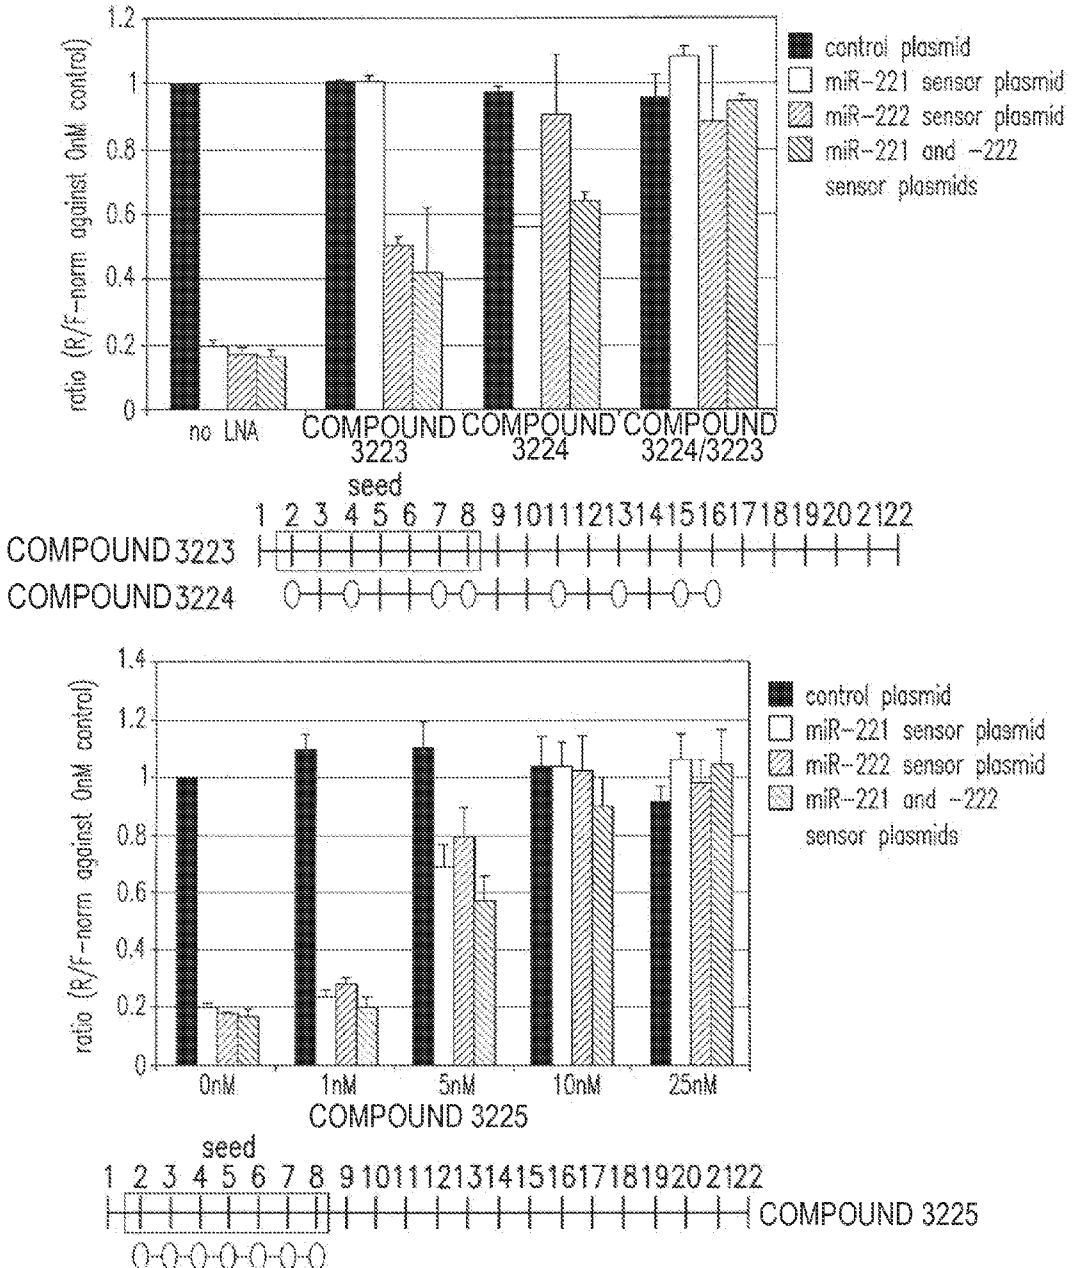 1.2
1
0.8
0.6
0.4
0.2
0
ratio (R/F-norm against 0nM control)
control plasmid
miR-221 sensor plasmid
miR-222 sensor plasmid
miR-221 and -222
sensor plasmids
no LNA
COMPOUND 3223
COMPOUND 3224
COMPOUND 3224/3223
seed
1 2 3 4 5 6 7 8 9 10 11 12 13 14 15 16 17 18 19 20 21 22
COMPOUND 3223
COMPOUND 3224
1.4
1.2
1
0.8
0.6
0.4
0.2
0
ratio (R/F-norm against 0nM control)
control plasmid
miR-221 sensor plasmid
miR-222 sensor plasmid
miR-221 and -222
sensor plasmids
0nM 1nM 5nM 10nM 25nM
COMPOUND 3225
seed
1 2 3 4 5 6 7 8 9 10 11 12 13 14 15 16 17 18 19 20 21 22
COMPOUND 3225